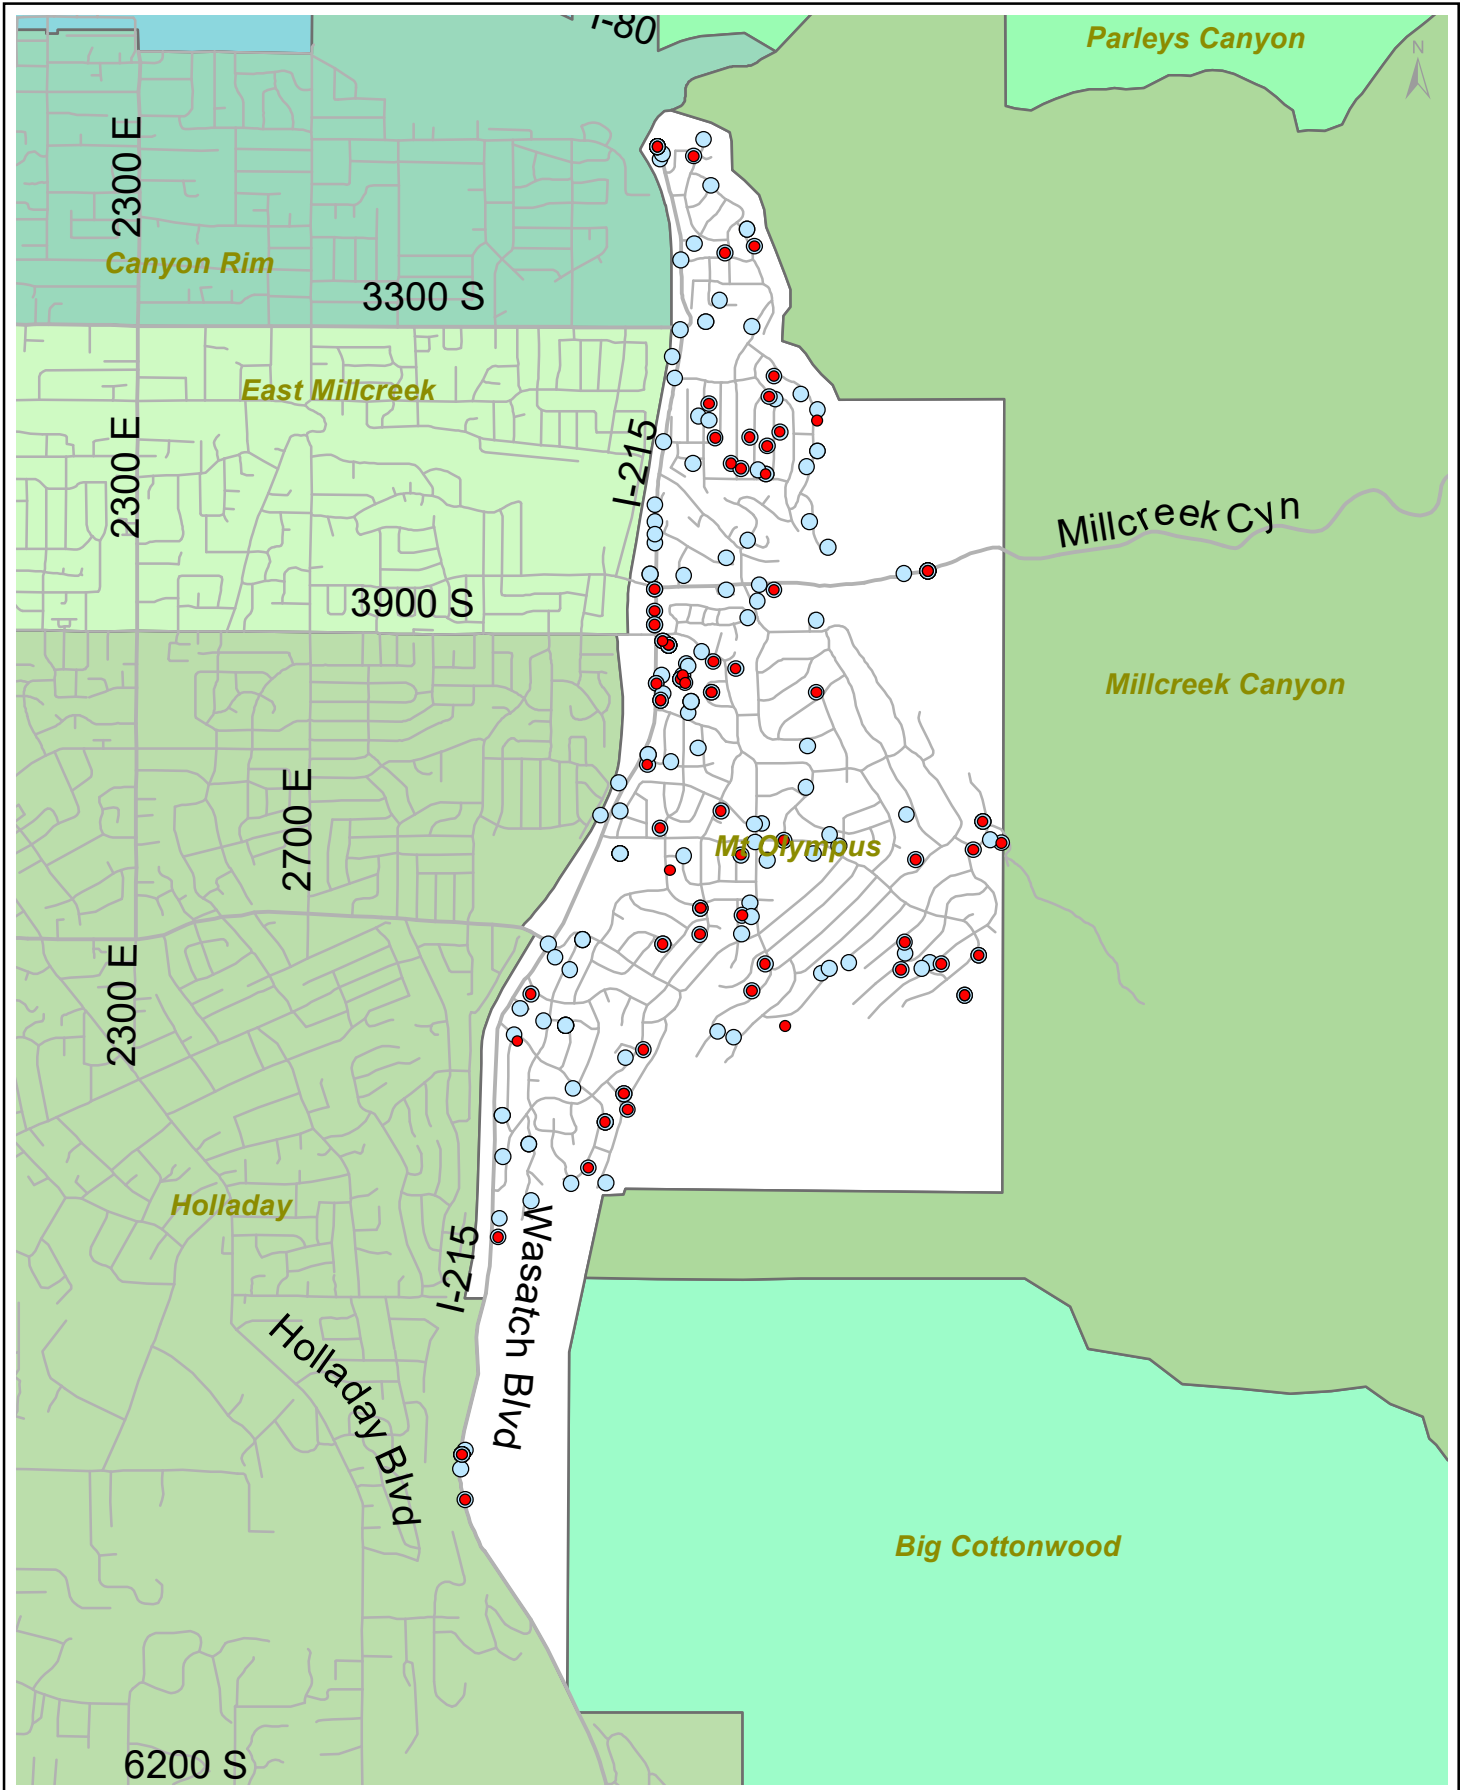 I-80
Parleys Canyon
N
2300 E
Canyon Rim
3300 S
East Millcreek
2300 E
I-215
Millcreek Cyn
3900 S
Millcreek Canyon
2700 E
Mt Olympus
2300 E
Holladay
I-215
Wasatch Blvd
Holladay Blvd
Big Cottonwood
6200 S